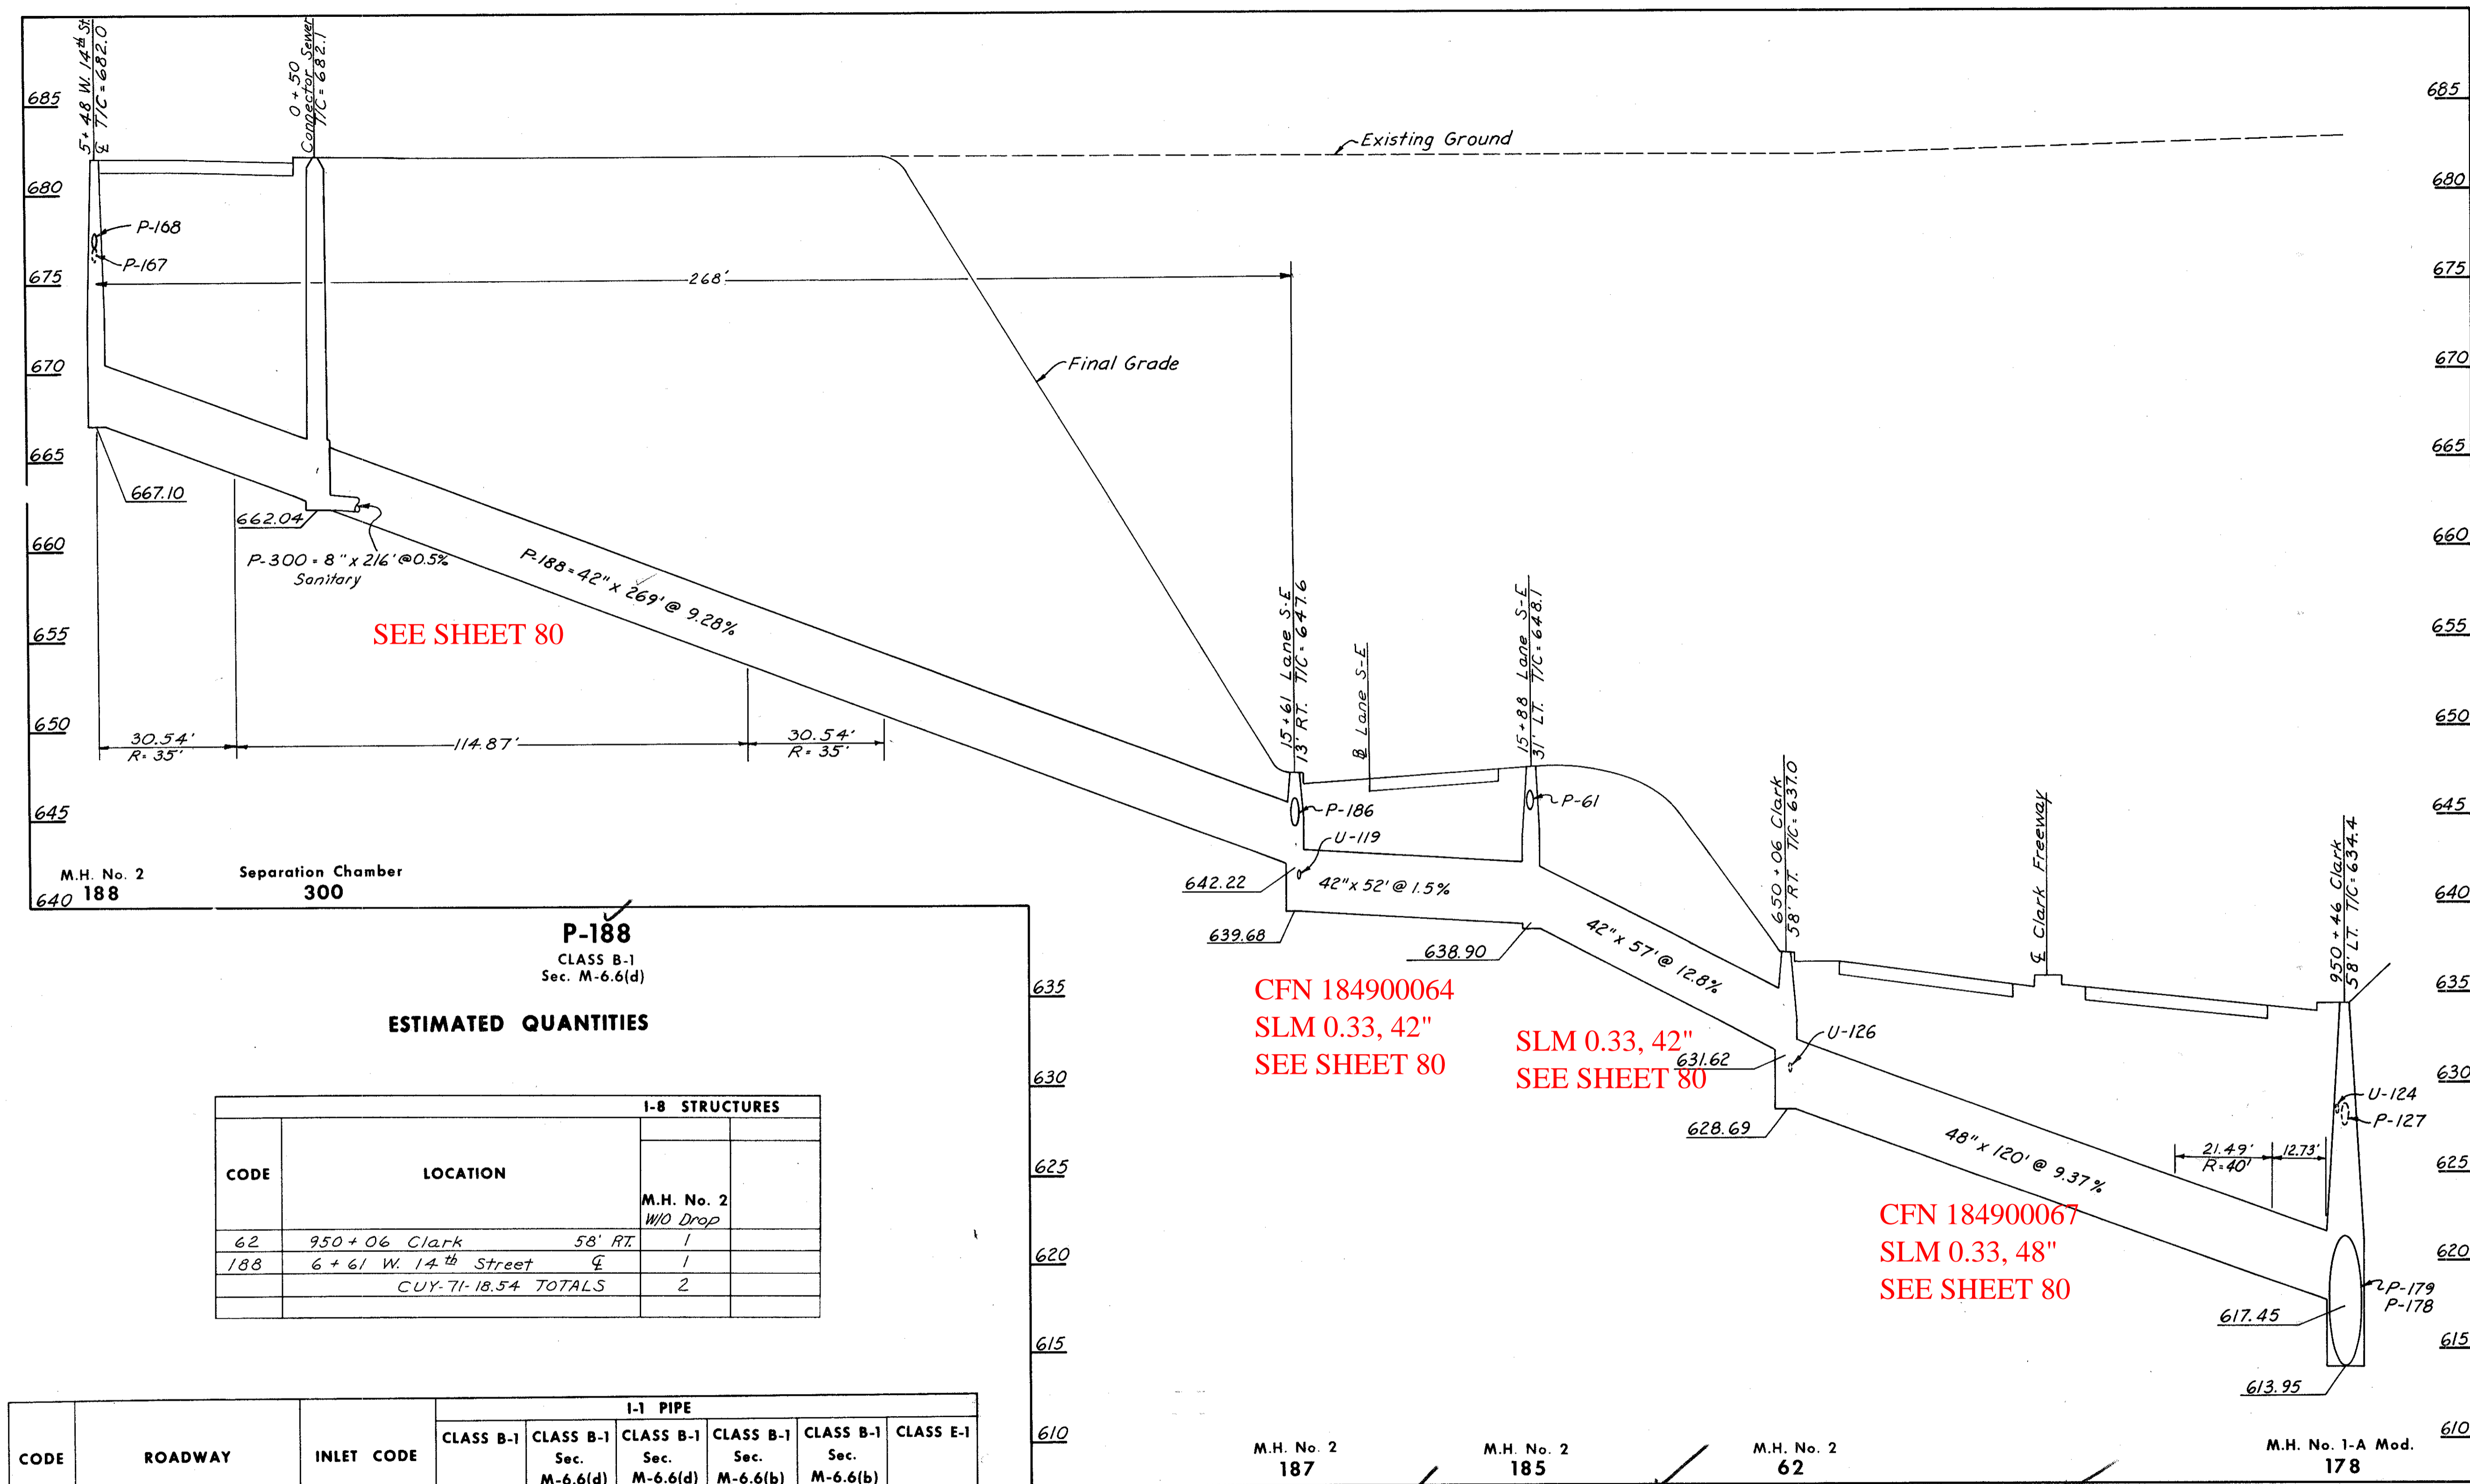 5+48 W. 14th St.
℄ T/C=682.0
0+50
Connector Sewer
T/C=682.1
685
680
675
670
665
660
655
650
645
640
685
680
675
670
665
660
655
650
645
640
635
630
625
620
615
610
Existing Ground
P-168
P-167
268'
Final Grade
667.10
662.04
P-300 = 8" x 216' @ 0.5%
Sanitary
P-188 = 42" x 269' @ 9.28%
SEE SHEET 80
30.54'
R=35'
114.87'
30.54'
R=35'
M.H. No. 2
188
Separation Chamber
300
15+61 Lane S-E
13' RT. T/C=647.6
℄ Lane S-E
15+88 Lane S-E
31' LT. T/C=648.1
P-186
U-119
P-61
642.22
42" x 52' @ 1.5%
639.68
638.90
42" x 57' @ 12.8%
650+06 Clark
58' RT. T/C=637.0
℄ Clark Freeway
950+46 Clark
58' LT. T/C=634.4
CFN 184900064
SLM 0.33, 42"
SEE SHEET 80
SLM 0.33, 42"
SEE SHEET 80
631.62
U-126
628.69
48" x 120' @ 9.37%
21.49'
R=40'
12.73'
U-124
P-127
CFN 184900067
SLM 0.33, 48"
SEE SHEET 80
P-179
P-178
617.45
613.95
P-188
CLASS B-1
Sec. M-6.6(d)
ESTIMATED QUANTITIES
I-8 STRUCTURES
CODE LOCATION M.H. No. 2
W/O Drop
62 950+06 Clark 58' RT. 1
188 6+61 W. 14th Street ℄ 1
CUY-71-18.54 TOTALS 2
635
630
625
620
615
610
I-1 PIPE
CODE ROADWAY INLET CODE CLASS B-1 CLASS B-1 CLASS B-1 CLASS B-1 CLASS B-1 CLASS E-1
Sec. Sec. Sec. Sec.
M-6.6(d) M-6.6(d) M-6.6(b) M-6.6(b)
M.H. No. 2
187
M.H. No. 2
185
M.H. No. 2
62
M.H. No. 1-A Mod.
178